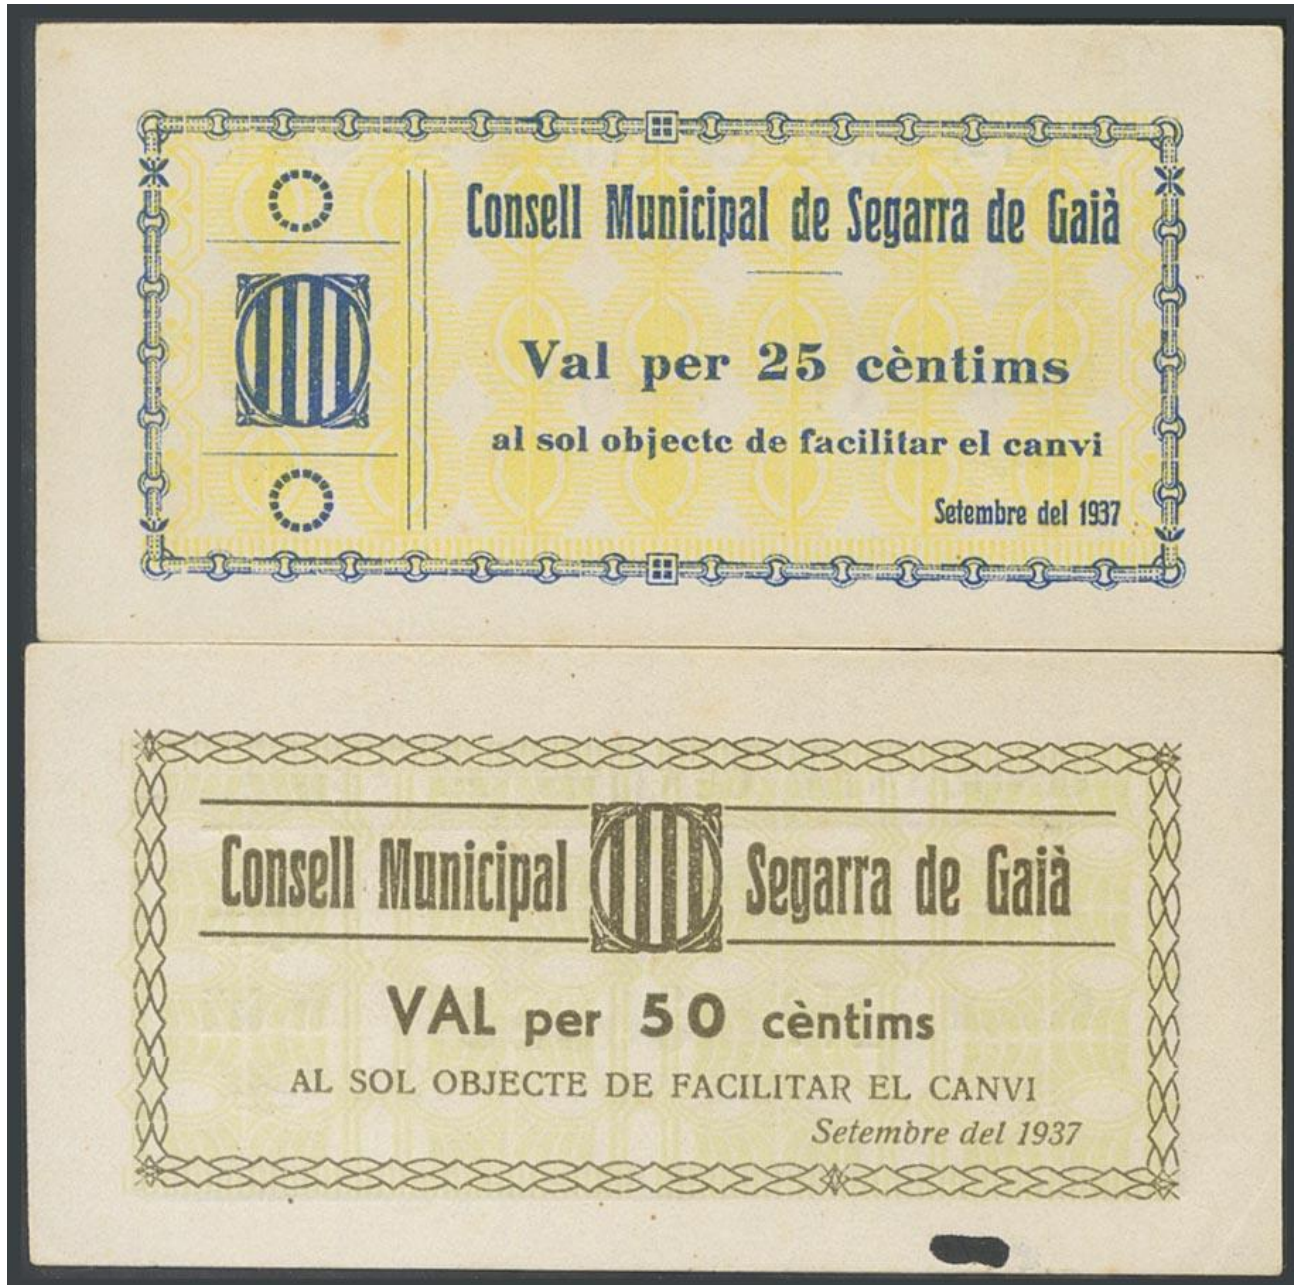 Consell Municipal de Segarra de Gaià
Val per 25 cèntims
al sol objecte de facilitar el canvi
Setembre del 1937
Consell Municipal Segarra de Gaià
VAL per 50 cèntims
AL SOL OBJECTE DE FACILITAR EL CANVI
Setembre del 1937